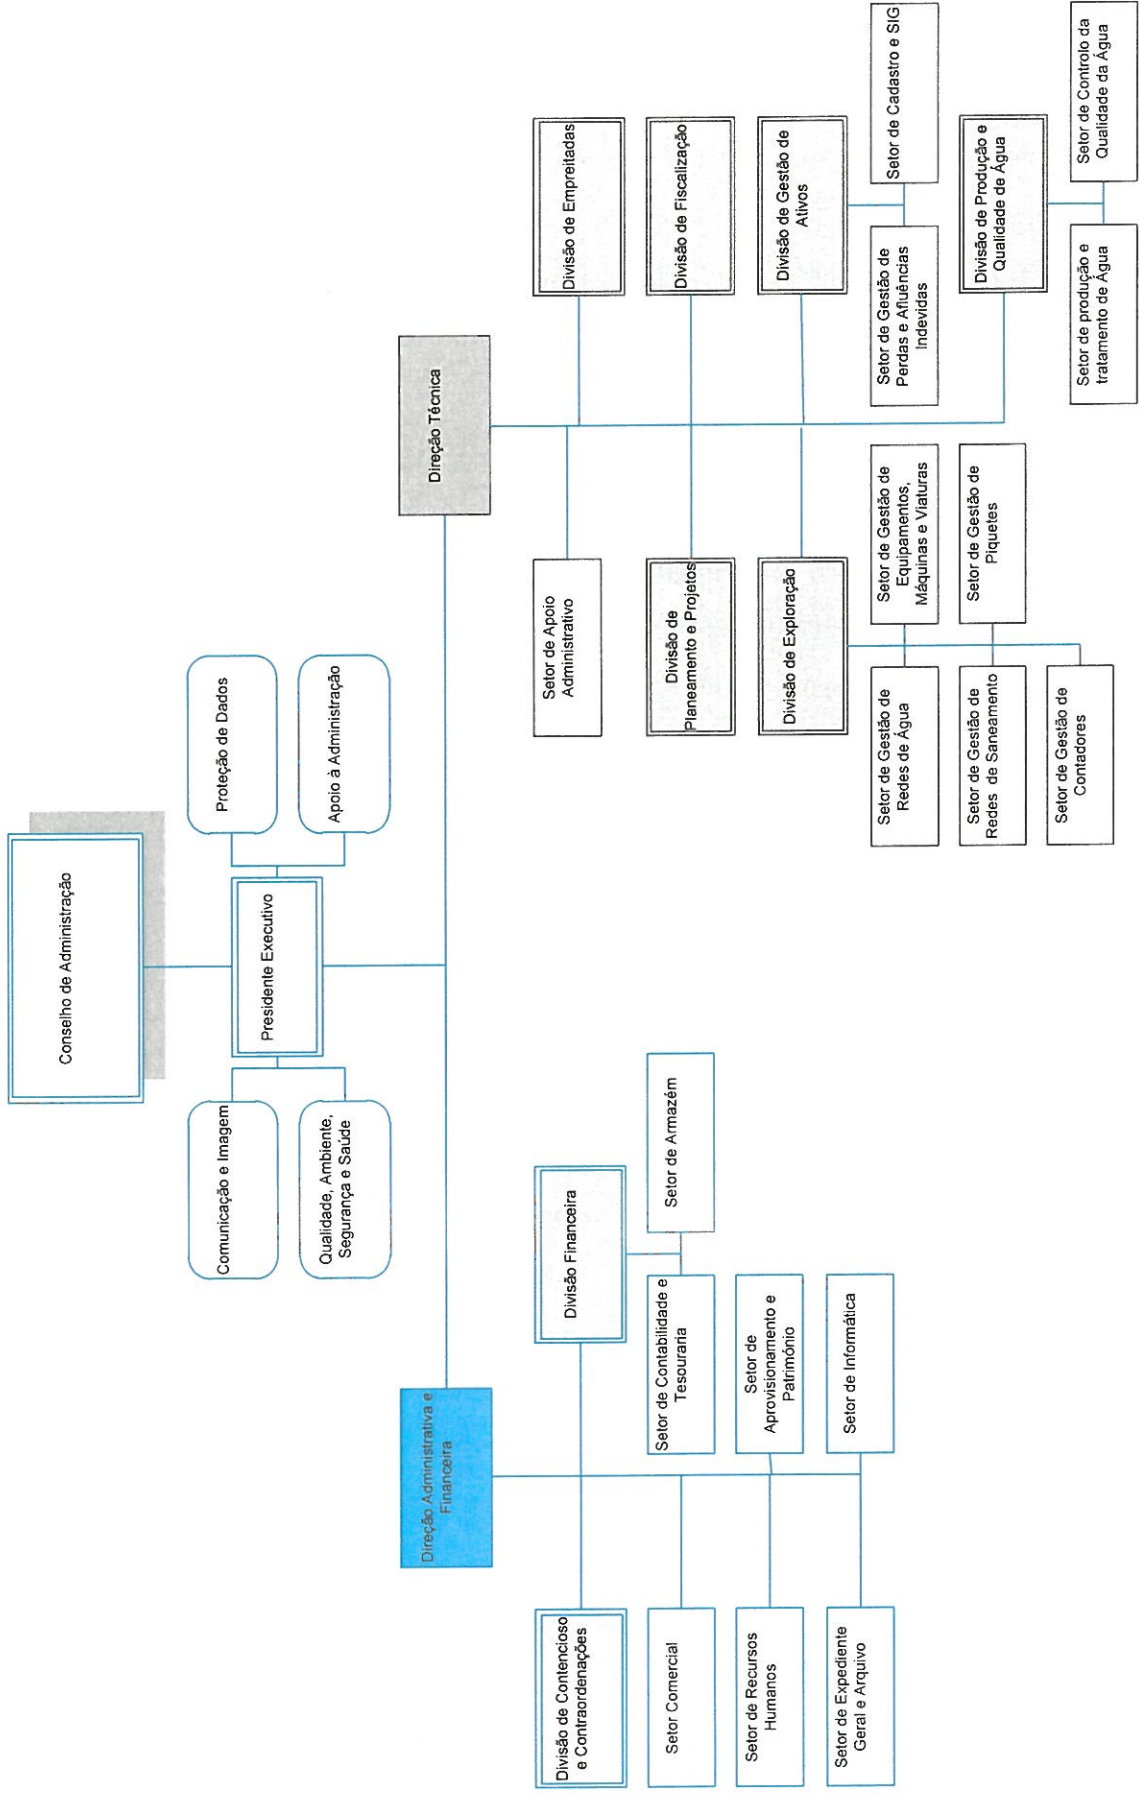 Conselho de Administração
Comunicação e Imagem
Proteção de Dados
Presidente Executivo
Qualidade, Ambiente,
Segurança e Saúde
Apoio à Administração
Direção Administrativa e
Financeira
Direção Técnica
Divisão de Contencioso
e Contraordenações
Divisão Financeira
Setor Comercial
Setor de Contabilidade e
Tesouraria
Setor de Armazém
Setor de Recursos
Humanos
Setor de
Aprovisionamento e
Património
Setor de Expediente
Geral e Arquivo
Setor de Informática
Setor de Apoio
Administrativo
Divisão de Empreitadas
Divisão de
Planeamento e Projetos
Divisão de Fiscalização
Divisão de Exploração
Divisão de Gestão de
Ativos
Setor de Gestão de
Redes de Água
Setor de Gestão de
Equipamentos,
Máquinas e Viaturas
Setor de Gestão de
Perdas e Afluências
Indevidas
Setor de Cadastro e SIG
Setor de Gestão de
Redes de Saneamento
Setor de Gestão de
Piquetes
Divisão de Produção e
Qualidade de Água
Setor de Gestão de
Contadores
Setor de produção e
tratamento de Água
Setor de Controlo da
Qualidade da Água